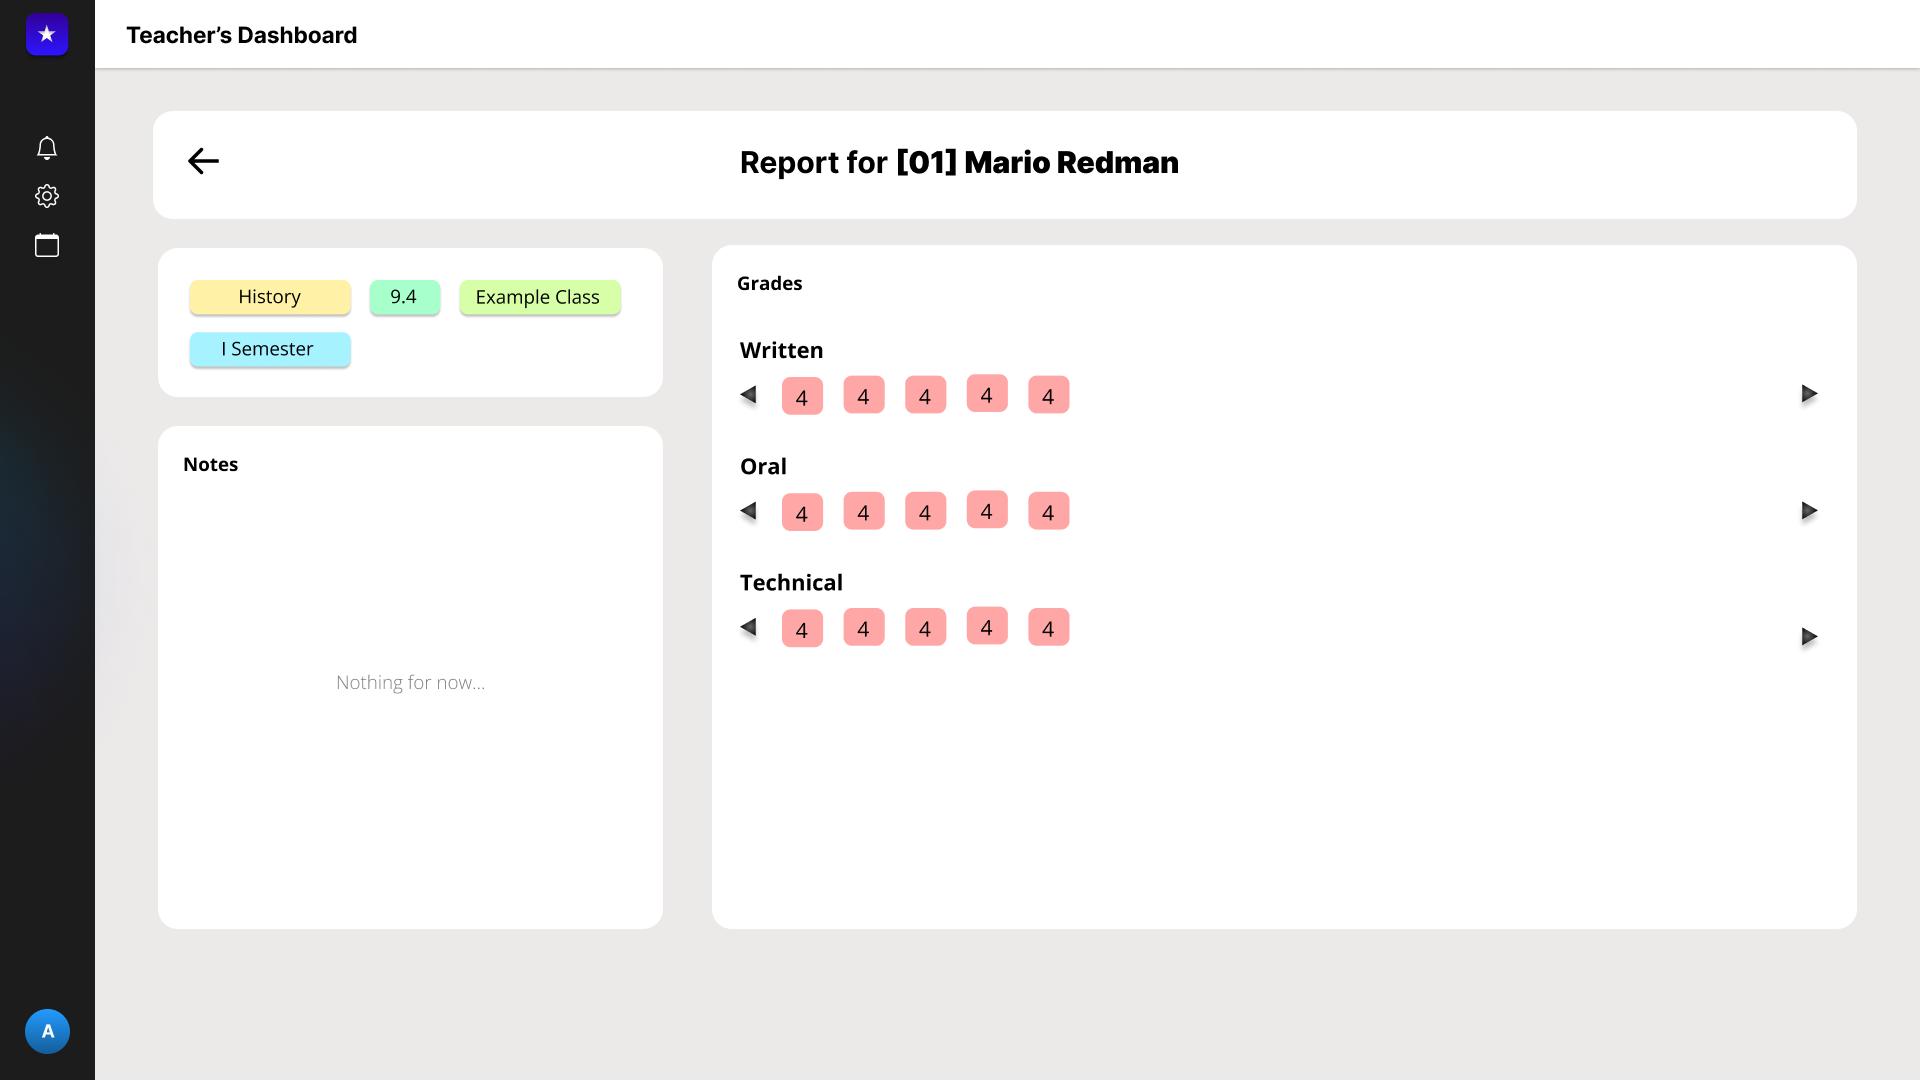 Teacher’s Dashboard
Report for [01] Mario Redman
History 9.4 Example Class
I Semester
Notes
Nothing for now...
Grades
Written
4 4 4 4 4
Oral
4 4 4 4 4
Technical
4 4 4 4 4
A